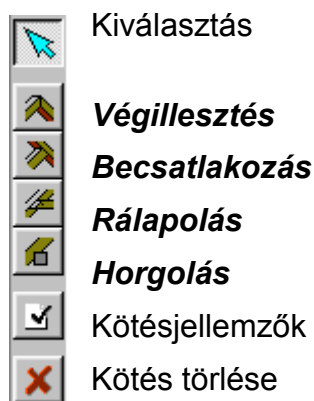 Kiválasztás
Végillesztés
Becsatlakozás
Rálapolás
Horgolás
Kötésjellemzők
Kötés törlése